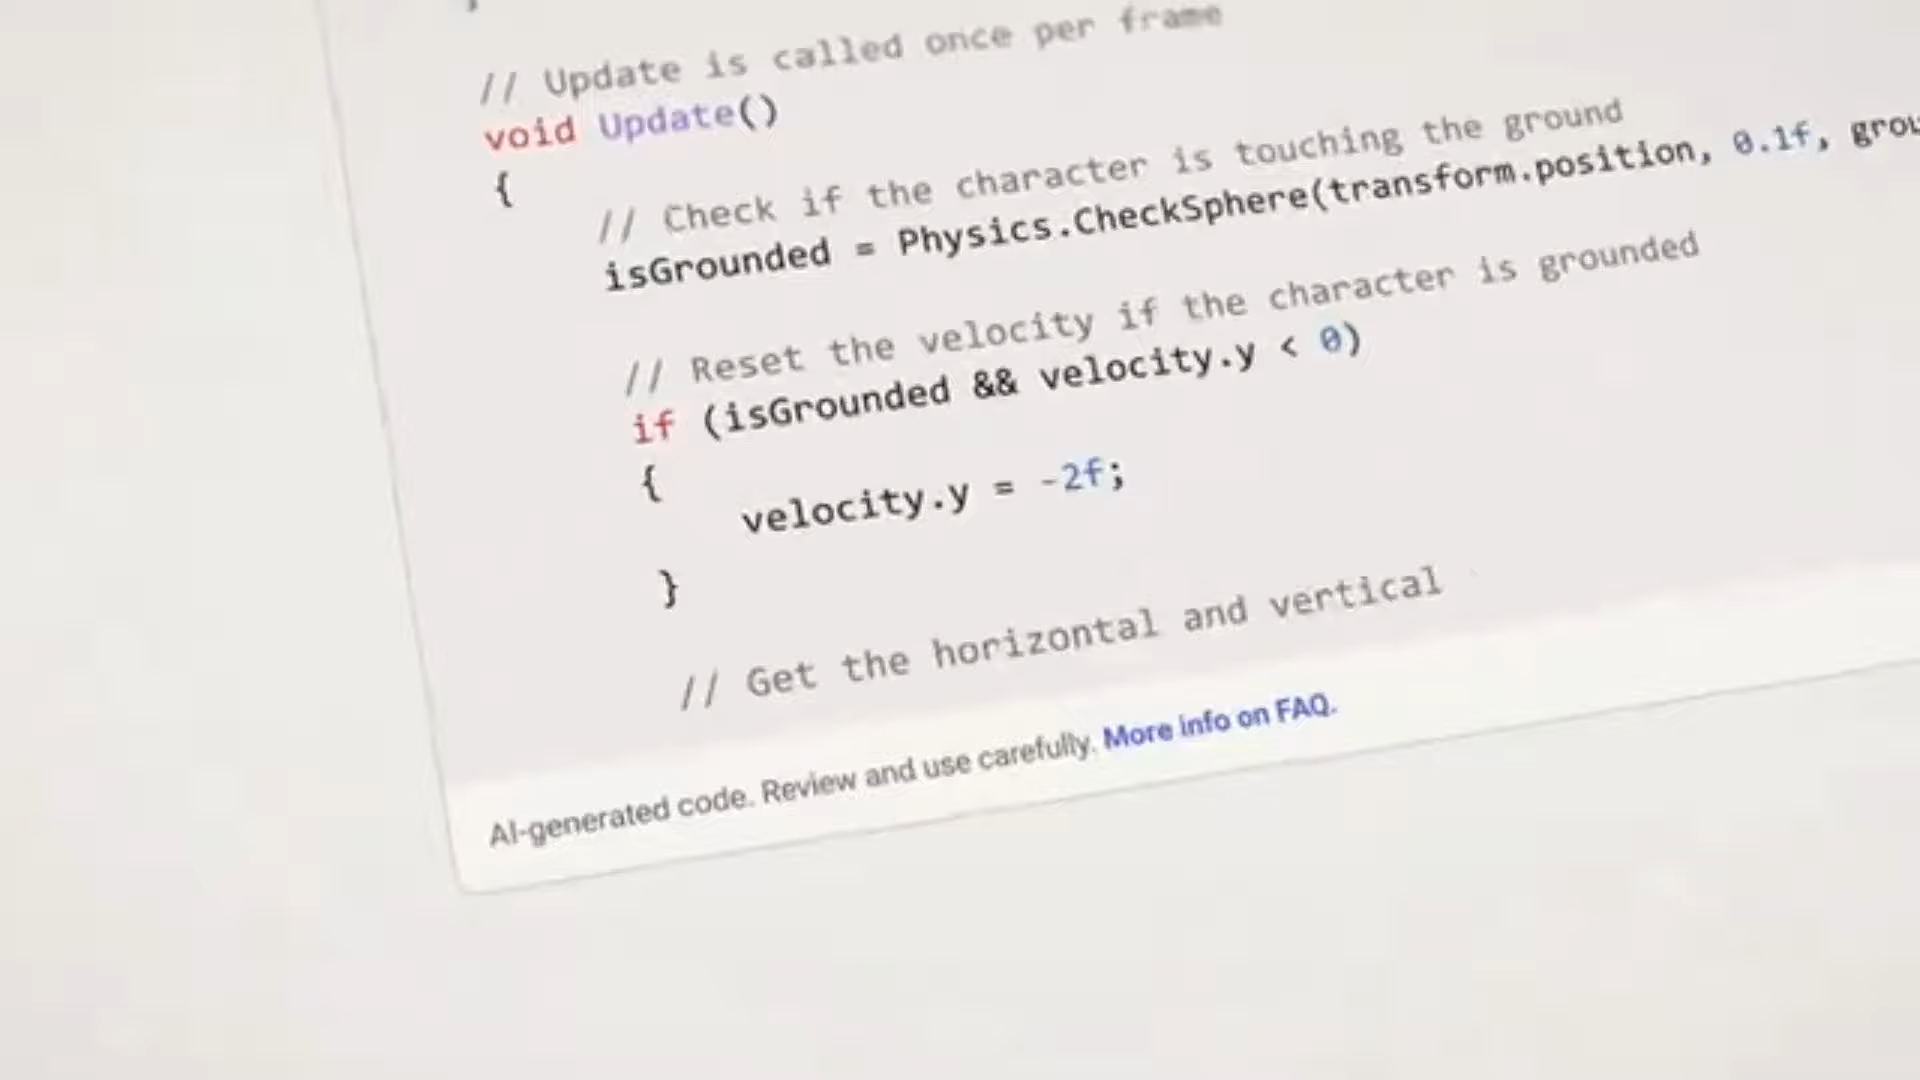 }
// Update is called once per frame
void Update()
{
// Check if the character is touching the ground
isGrounded = Physics.CheckSphere(transform.position, 0.1f,
// Reset the velocity if the character is grounded
if (isGrounded && velocity.y < 0)
{
velocity.y = -2f;
}
// Get the horizontal and vertical
AI-generated code. Review and use carefully. More info on FAQ.